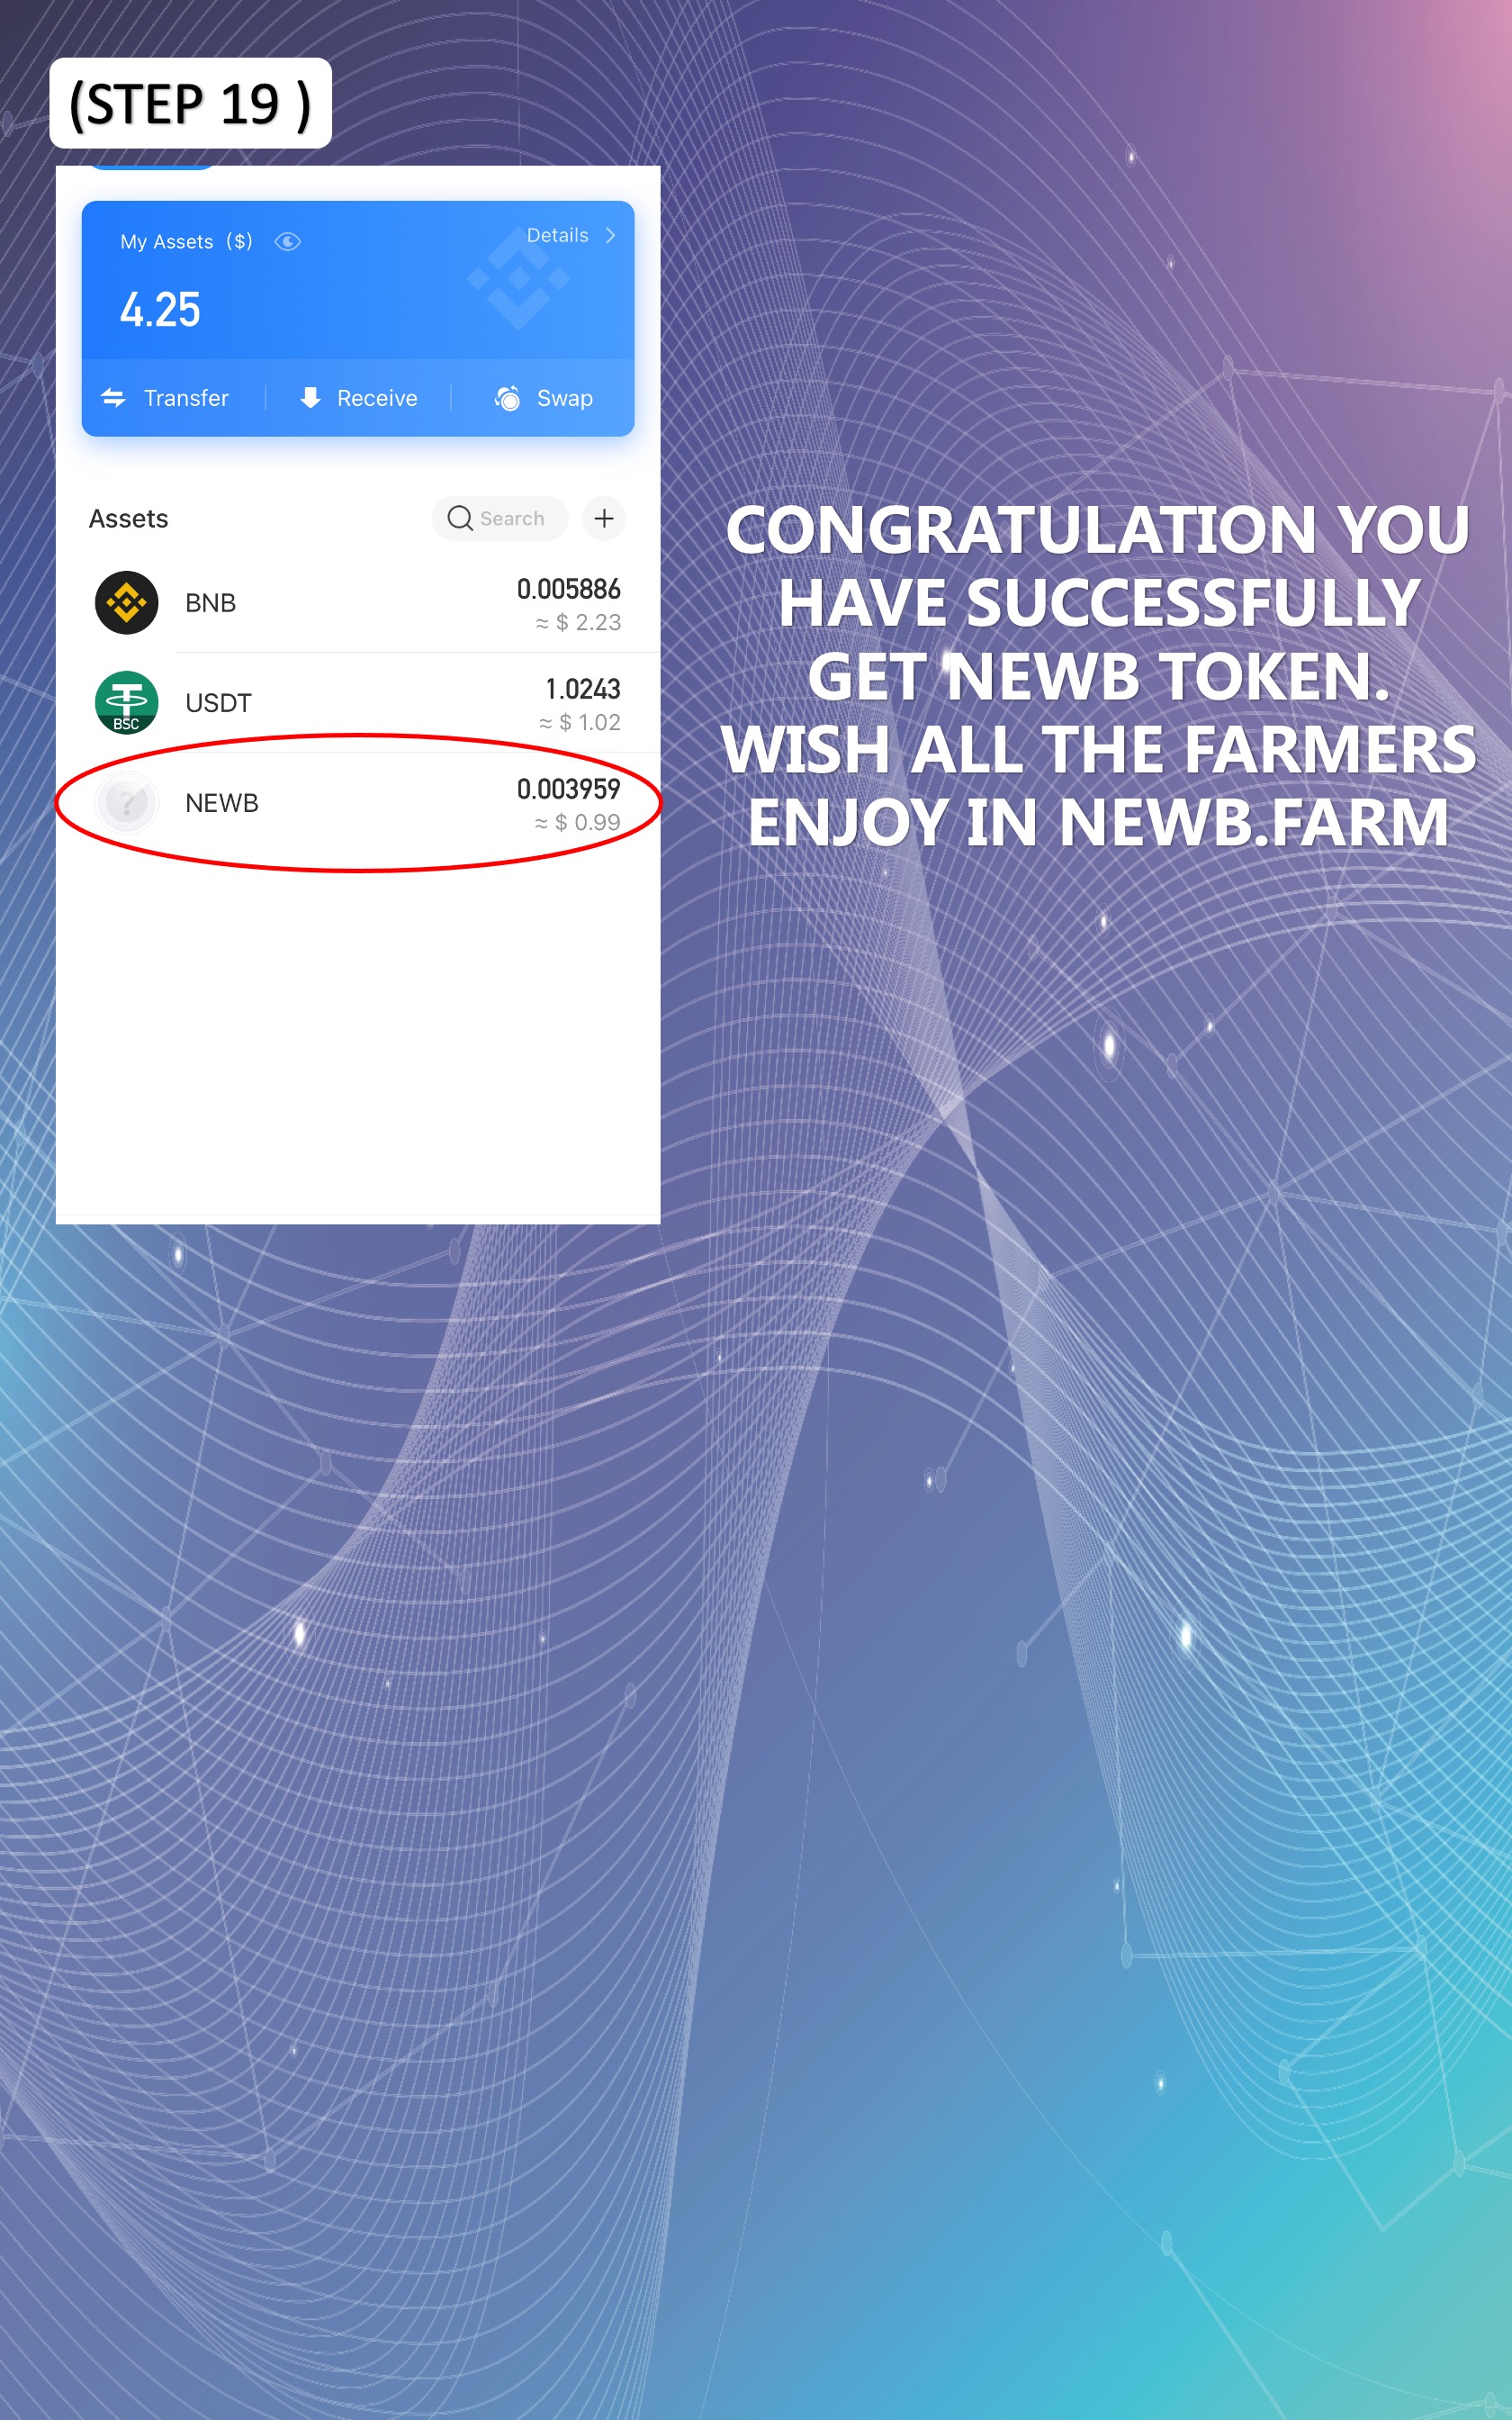 (STEP 19 )
My Assets ($)
Details
4.25
Transfer
Receive
Swap
Assets
Search
BNB
0.005886
≈ $ 2.23
BSC
USDT
1.0243
≈ $ 1.02
?
NEWB
0.003959
≈ $ 0.99
CONGRATULATION YOU
HAVE SUCCESSFULLY
GET NEWB TOKEN.
WISH ALL THE FARMERS
ENJOY IN NEWB.FARM